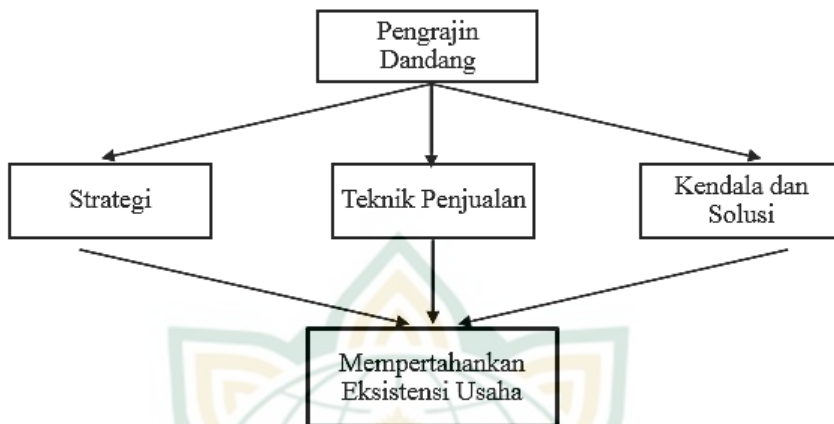 Pengrajin
Dandang
Strategi
Teknik Penjualan
Kendala dan
Solusi
Mempertahankan
Eksistensi Usaha